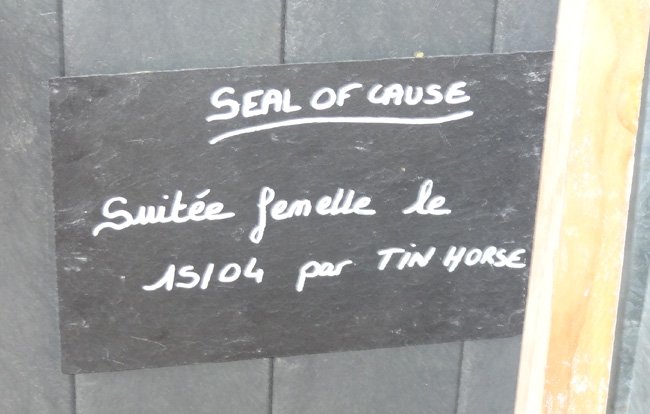 SEAL OF CAUSE
Suitée femelle le
15/04 par TIN HORSE